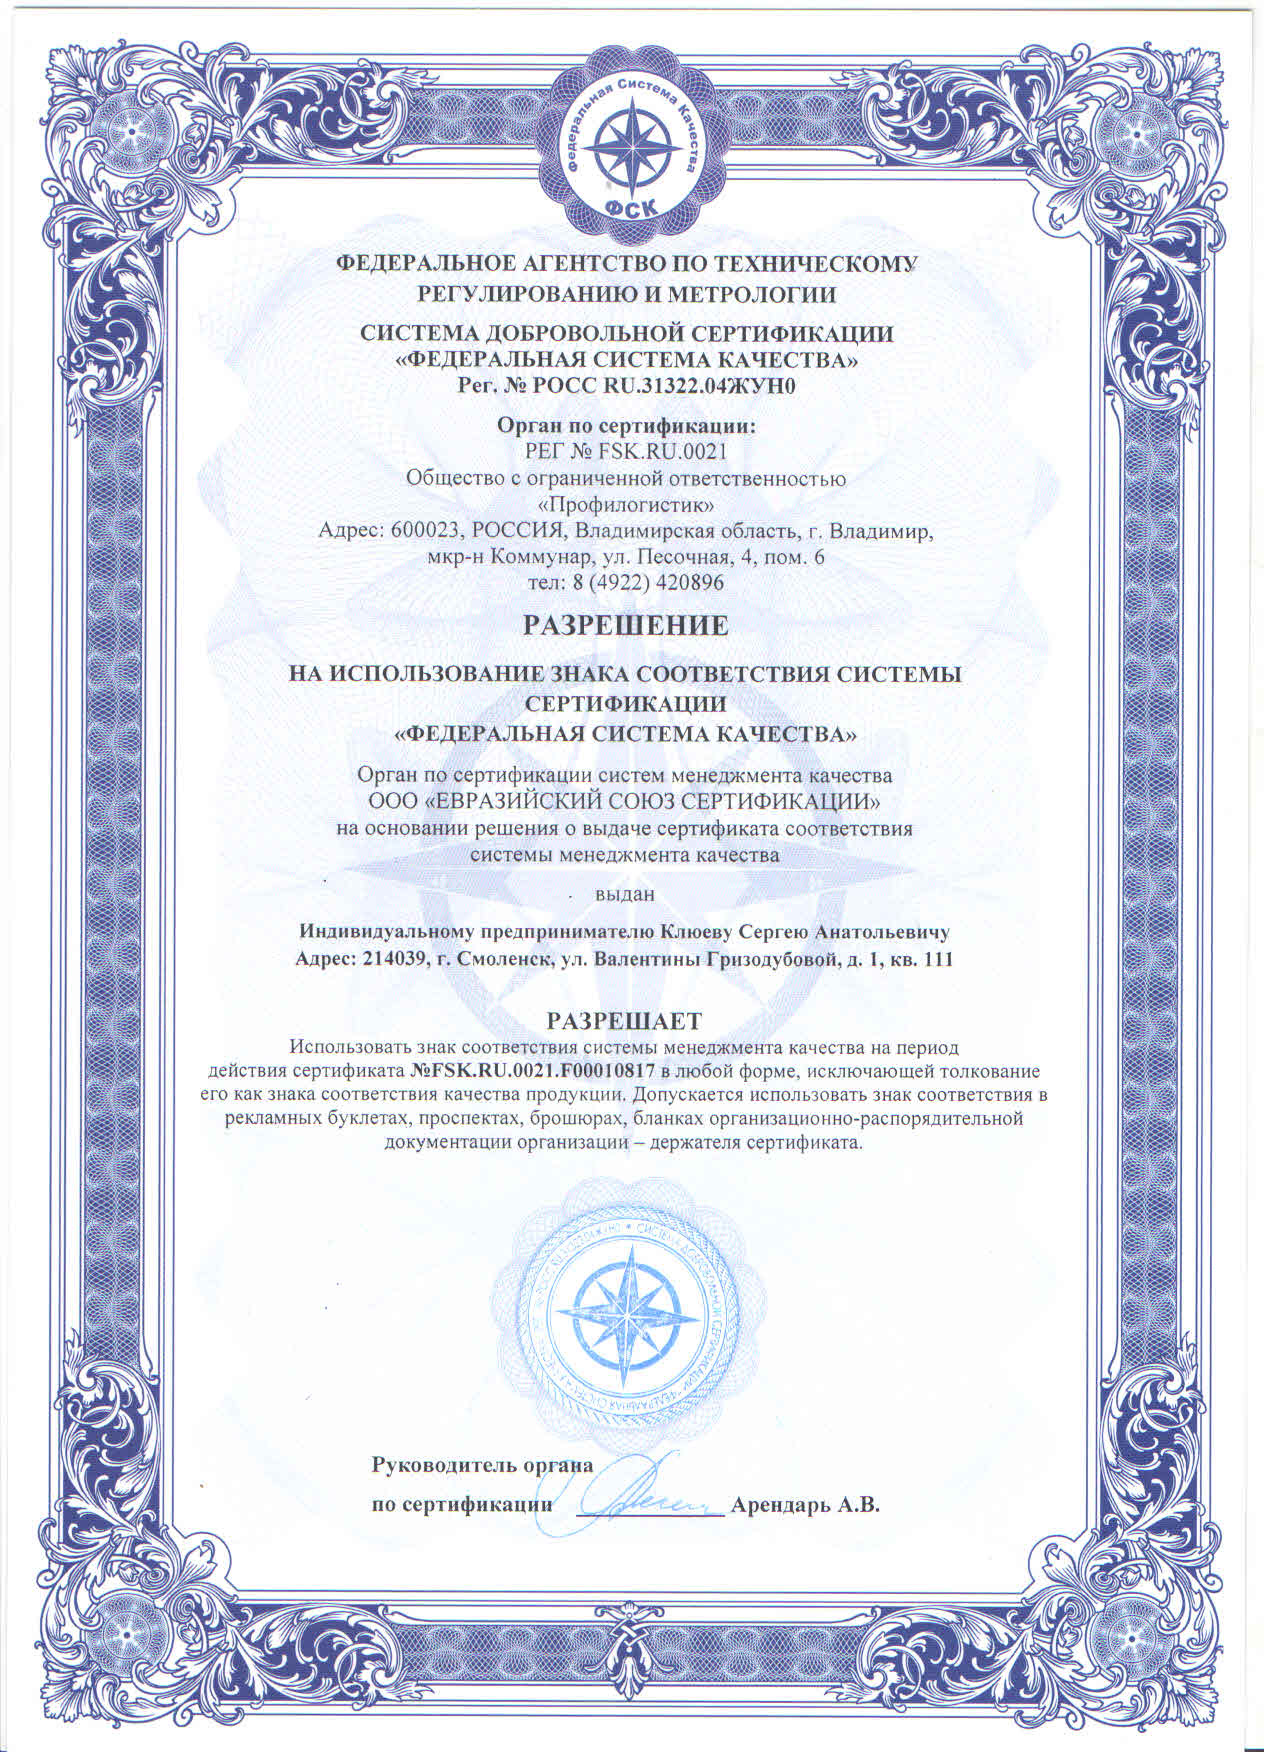 Федеральная Система Качества
ФСК
ФЕДЕРАЛЬНОЕ АГЕНТСТВО ПО ТЕХНИЧЕСКОМУ
РЕГУЛИРОВАНИЮ И МЕТРОЛОГИИ
СИСТЕМА ДОБРОВОЛЬНОЙ СЕРТИФИКАЦИИ
«ФЕДЕРАЛЬНАЯ СИСТЕМА КАЧЕСТВА»
Рег. № РОСС RU.31322.04ЖУН0
Орган по сертификации:
РЕГ № FSK.RU.0021
Общество с ограниченной ответственностью
«Профилогистик»
Адрес: 600023, РОССИЯ, Владимирская область, г. Владимир,
мкр-н Коммунар, ул. Песочная, 4, пом. 6
тел: 8 (4922) 420896
РАЗРЕШЕНИЕ
НА ИСПОЛЬЗОВАНИЕ ЗНАКА СООТВЕТСТВИЯ СИСТЕМЫ
СЕРТИФИКАЦИИ
«ФЕДЕРАЛЬНАЯ СИСТЕМА КАЧЕСТВА»
Орган по сертификации систем менеджмента качества
ООО «ЕВРАЗИЙСКИЙ СОЮЗ СЕРТИФИКАЦИИ»
на основании решения о выдаче сертификата соответствия
системы менеджмента качества
выдан
Индивидуальному предпринимателю Клюеву Сергею Анатольевичу
Адрес: 214039, г. Смоленск, ул. Валентины Гризодубовой, д. 1, кв. 111
РАЗРЕШАЕТ
Использовать знак соответствия системы менеджмента качества на период
действия сертификата №FSK.RU.0021.F00010817 в любой форме, исключающей толкование
его как знака соответствия качества продукции. Допускается использовать знак соответствия в
рекламных буклетах, проспектах, брошюрах, бланках организационно-распорядительной
документации организации – держателя сертификата.
СИСТЕМА ДОБРОВОЛЬНОЙ СЕРТИФИКАЦИИ
Руководитель органа
по сертификации Арендарь А.В.